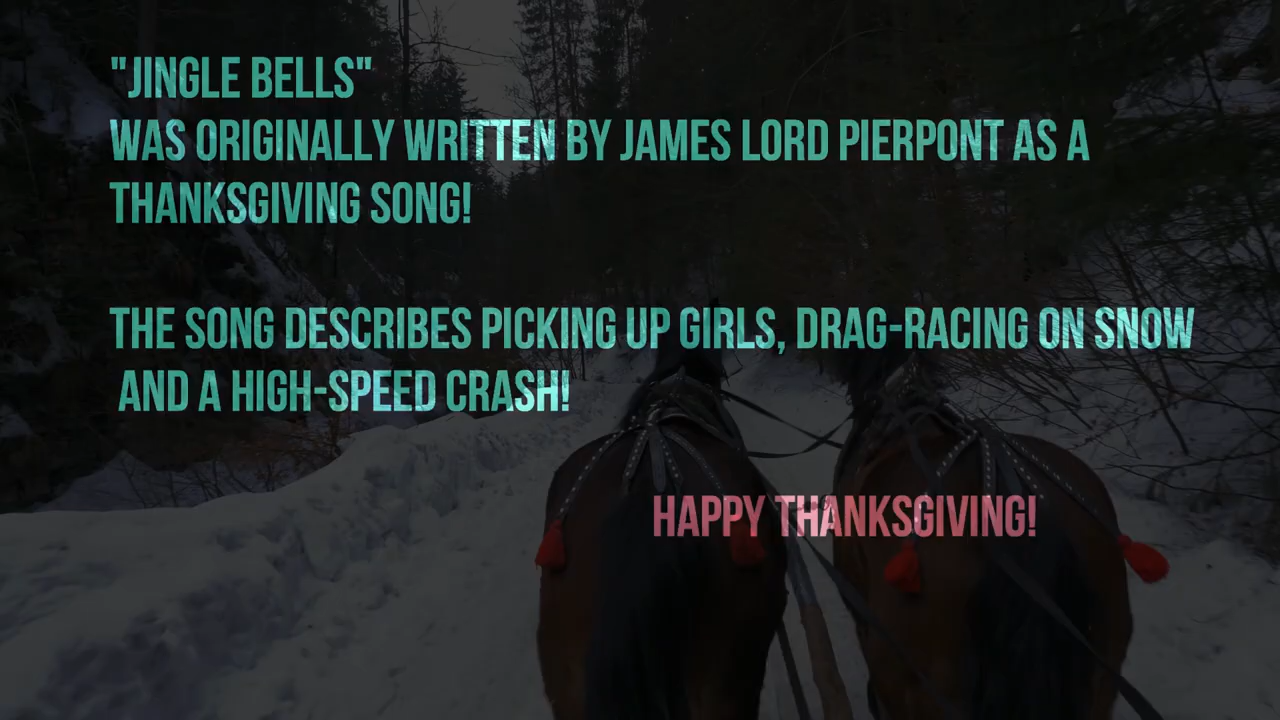 "JINGLE BELLS"
WAS ORIGINALLY WRITTEN BY JAMES LORD PIERPONT AS A
THANKSGIVING SONG!
THE SONG DESCRIBES PICKING UP GIRLS, DRAG-RACING ON SNOW
AND A HIGH-SPEED CRASH!
HAPPY THANKSGIVING!